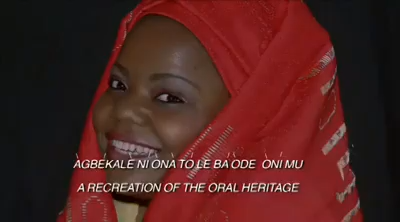 AGBEKALE NI ONA TO LE BA ODE ONI MU
A RECREATION OF THE ORAL HERITAGE